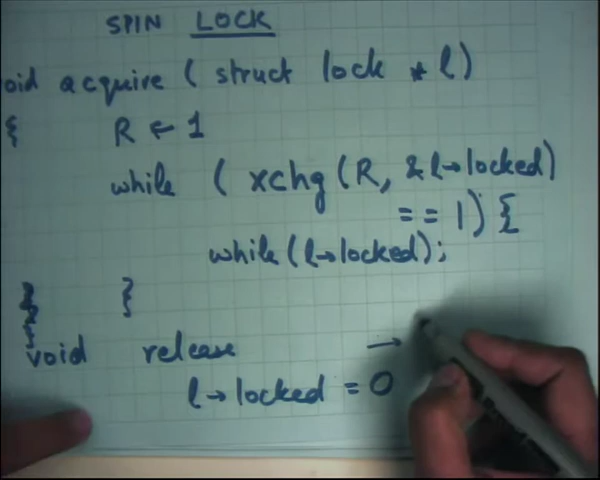 SPIN LOCK
oid acquire ( struct lock * l )
{ R ← 1
while ( xchg ( R, & l→locked )
== 1 ) {
while ( l→locked ) ;
} }
}
void release →
l→locked = 0